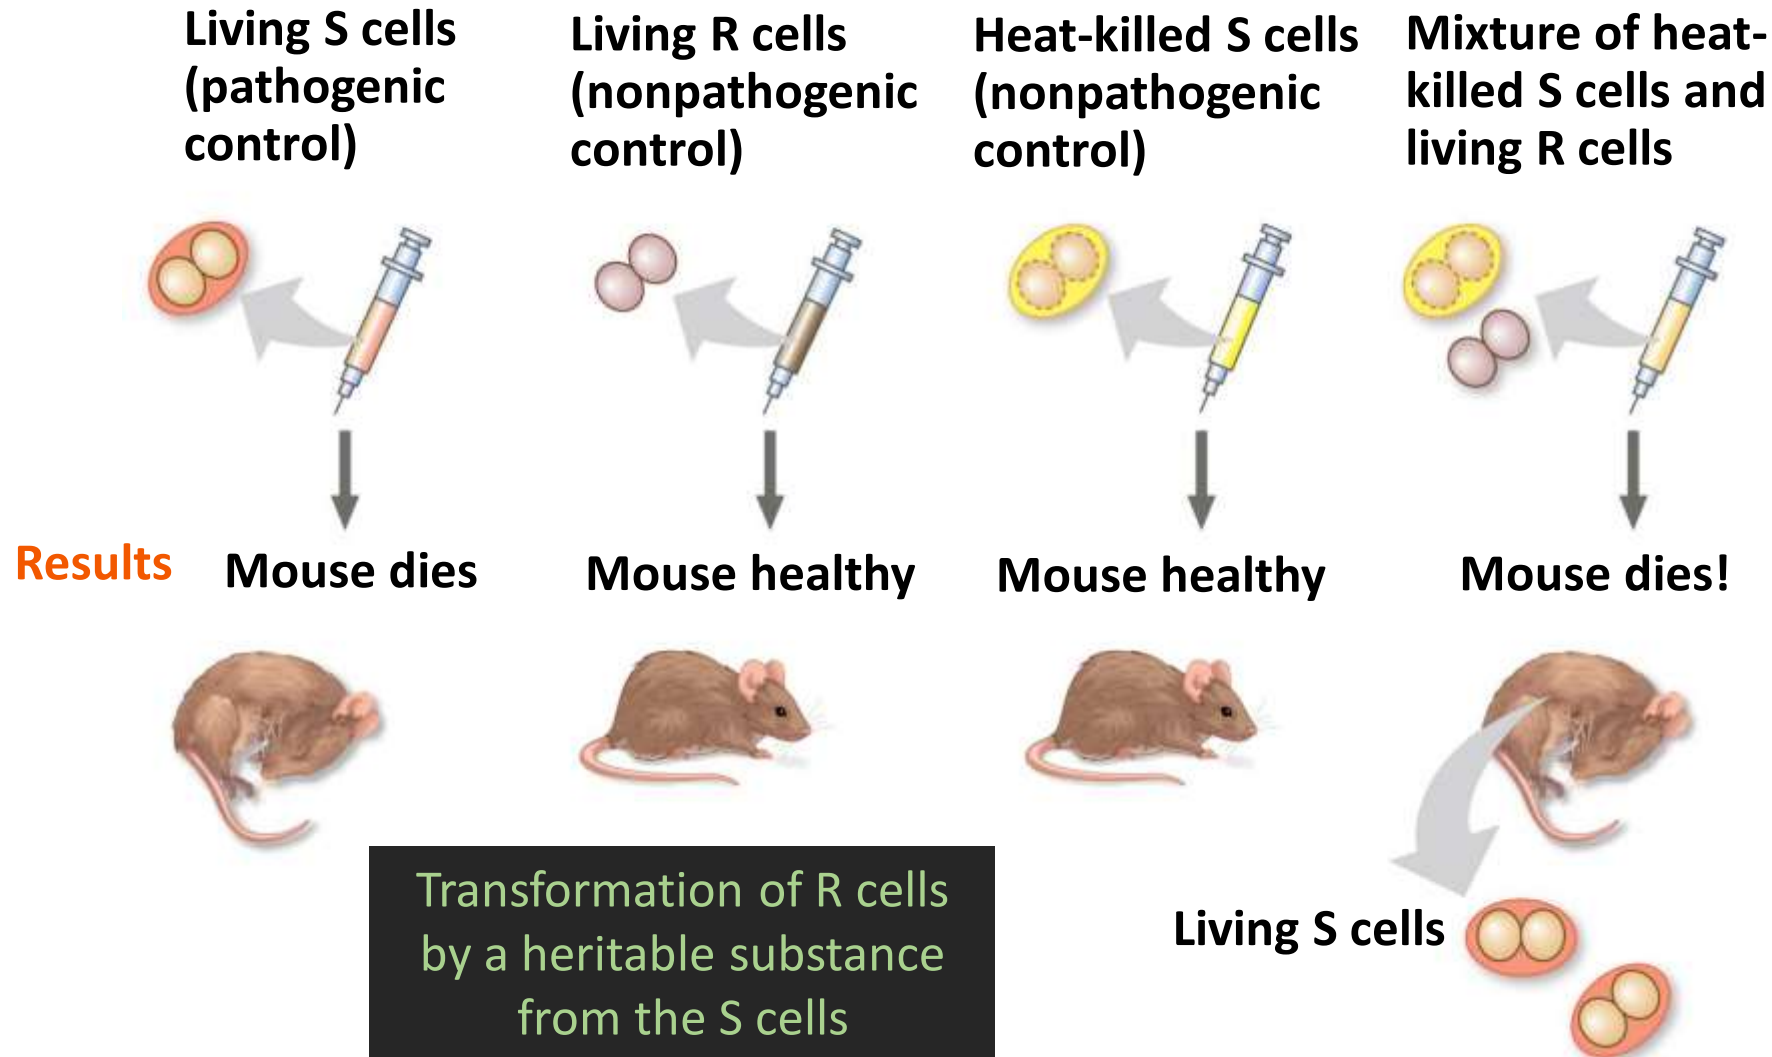 Living S cells
(pathogenic
control)
Living R cells
(nonpathogenic
control)
Heat-killed S cells
(nonpathogenic
control)
Mixture of heat-
killed S cells and
living R cells
Results
Mouse dies
Mouse healthy
Mouse healthy
Mouse dies!
Transformation of R cells
by a heritable substance
from the S cells
Living S cells